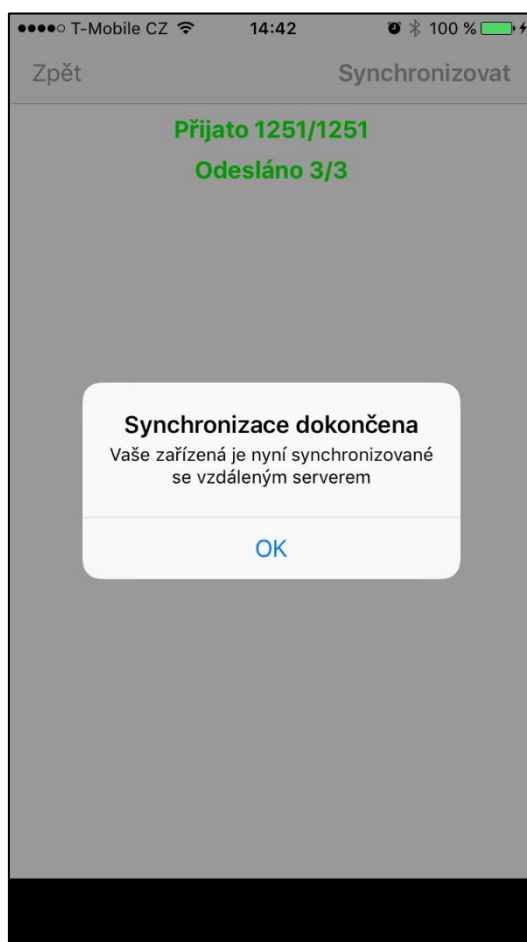 T-Mobile CZ 14:42 100 %
Zpět Synchronizovat
Přijato 1251/1251
Odesláno 3/3
Synchronizace dokončena
Vaše zařízená je nyní synchronizované
se vzdáleným serverem
OK